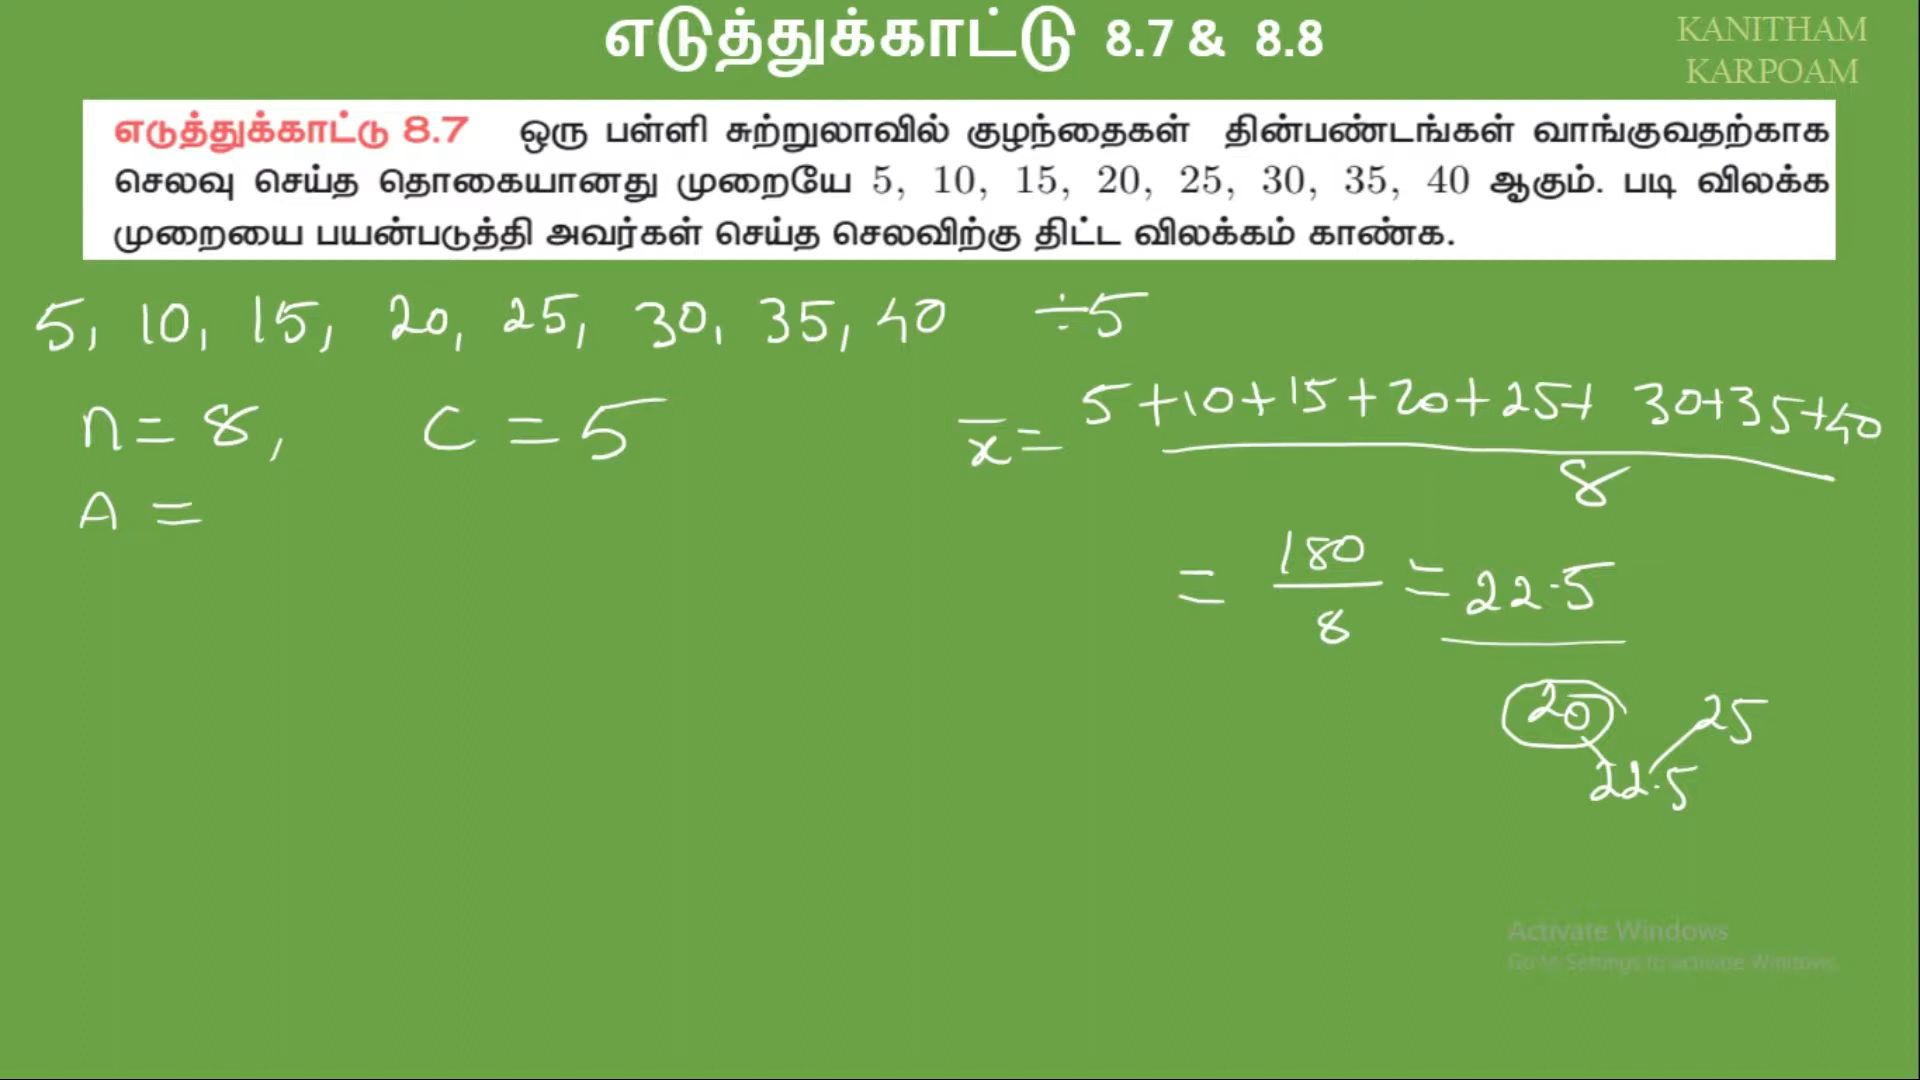 எடுத்துக்காட்டு 8.7 & 8.8
KANITHAM
KARPOAM
எடுத்துக்காட்டு 8.7 ஒரு பள்ளி சுற்றுலாவில் குழந்தைகள் தின்பண்டங்கள் வாங்குவதற்காக
செலவு செய்த தொகையானது முறையே 5, 10, 15, 20, 25, 30, 35, 40 ஆகும். படி விலக்க
முறையை பயன்படுத்தி அவர்கள் செய்த செலவிற்கு திட்ட விலக்கம் காண்க.
5, 10, 15, 20, 25, 30, 35, 40 ÷5
n = 8, c = 5
x̄ = 5+10+15+20+25+ 30+35+40
8
A =
= 180/8 = 22.5
20 25
22.5
Activate Windows
Go to Settings to activate Windows.